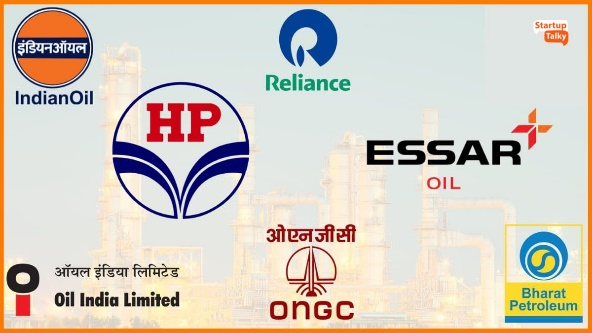 इंडियनऑयल
IndianOil
Reliance
Startup
Talky
HP
ESSAR
OIL
ऑयल इंडिया लिमिटेड
Oil India Limited
ओएनजीसी
ONGC
Bharat
Petroleum